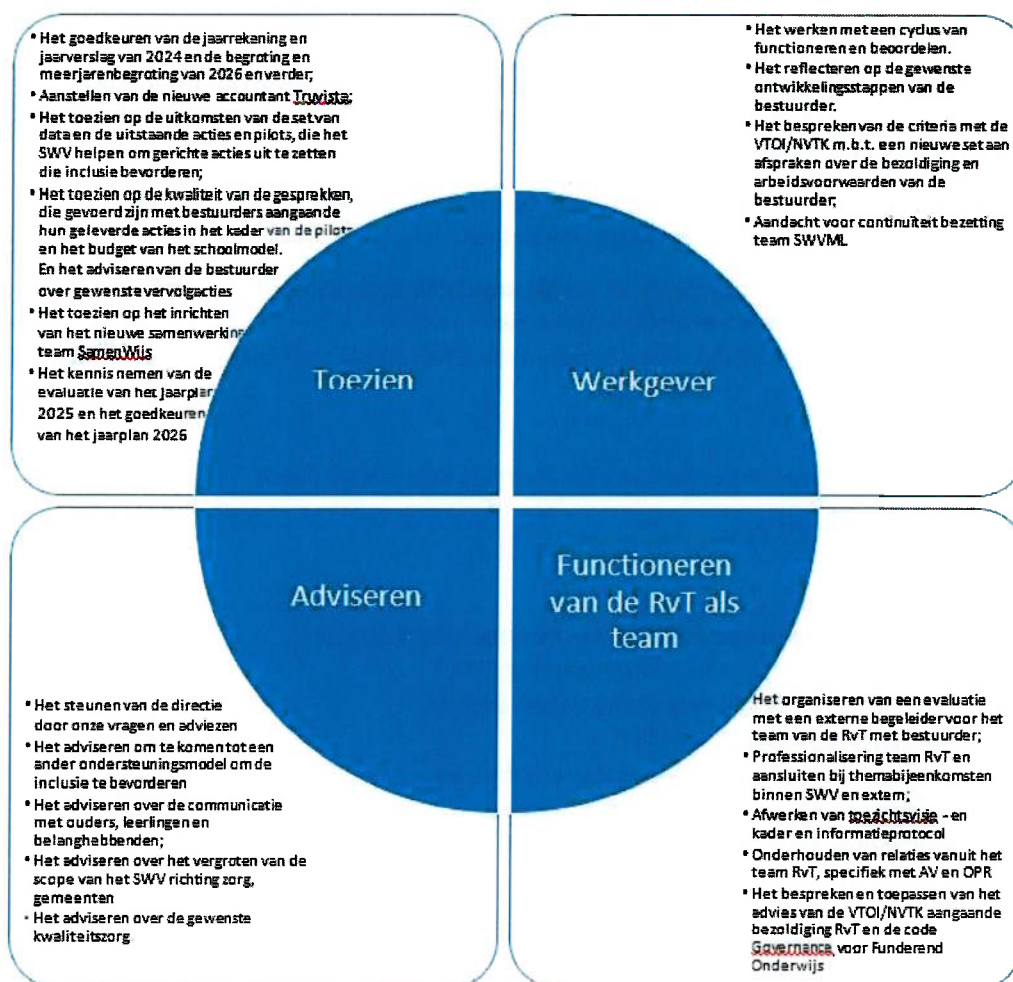 • Het goedkeuren van de jaarrekening en
jaarverslag van 2024 en de begroting en
meerjarenbegroting van 2026 en verder;
• Aanstellen van de nieuwe accountant Truvista;
• Het toezien op de uitkomsten van de set van
data en de uitstaande acties en pilots, die het
SWV helpen om gerichte acties uit te zetten
die inclusie bevorderen;
• Het toezien op de kwaliteit van de gesprekken,
die gevoerd zijn met bestuurders aangaande
hun geleverde acties in het kader van de pilots
en het budget van het schoolmodel.
En het adviseren van de bestuurder
over gewenste vervolgacties
• Het toezien op het inrichten
van het nieuwe samenwerkin
team SamenWijs
• Het kennis nemen van de
evaluatie van het jaarplan
2025 en het goedkeuren
van het jaarplan 2026
• Het werken met een cyclus van
functioneren en beoordelen.
• Het reflecteren op de gewenste
ontwikkelingsstappen van de
bestuurder.
• Het bespreken van de criteria met de
VTOI/NVTK m.b.t. een nieuwe set aan
afspraken over de bezoldiging en
arbeidsvoorwaarden van de
bestuurder;
• Aandacht voor continuïteit bezetting
team SWVML
Toezien
Werkgever
Adviseren
Functioneren
van de RvT als
team
• Het steunen van de directie
door onze vragen en adviezen
• Het adviseren om te komen tot een
ander ondersteuningsmodel om de
inclusie te bevorderen
• Het adviseren over de communicatie
met ouders, leerlingen en
belanghebbenden;
• Het adviseren over het vergroten van de
scope van het SWV richting zorg,
gemeenten
• Het adviseren over de gewenste
kwaliteitszorg
Het organiseren van een evaluatie
met een externe begeleider voor het
team van de RvT met bestuurder;
• Professionalisering team RvT en
aansluiten bij themabijeenkomsten
binnen SWV en extern;
• Afwerken van toezichtsvisie - en
kader en informatieprotocol
• Onderhouden van relaties vanuit het
team RvT, specifiek met AV en OPR
• Het bespreken en toepassen van het
advies van de VTOI/NVTK aangaande
bezoldiging RvT en de code
Governance voor Funderend
Onderwijs